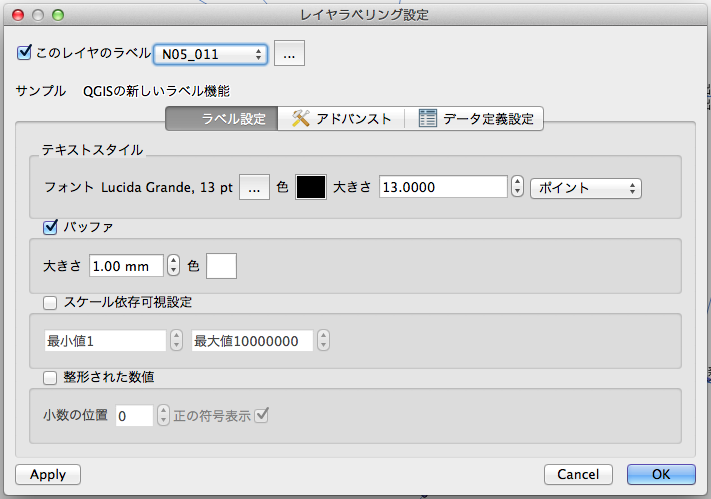 レイヤラベリング設定
このレイヤのラベル N05_011 ...
サンプル QGISの新しいラベル機能
ラベル設定 アドバンスト データ定義設定
テキストスタイル
フォント Lucida Grande, 13 pt ... 色 大きさ 13.0000 ポイント
バッファ
大きさ 1.00 mm 色
スケール依存可視設定
最小値1 最大値10000000
整形された数値
小数の位置 0 正の符号表示
Apply Cancel OK